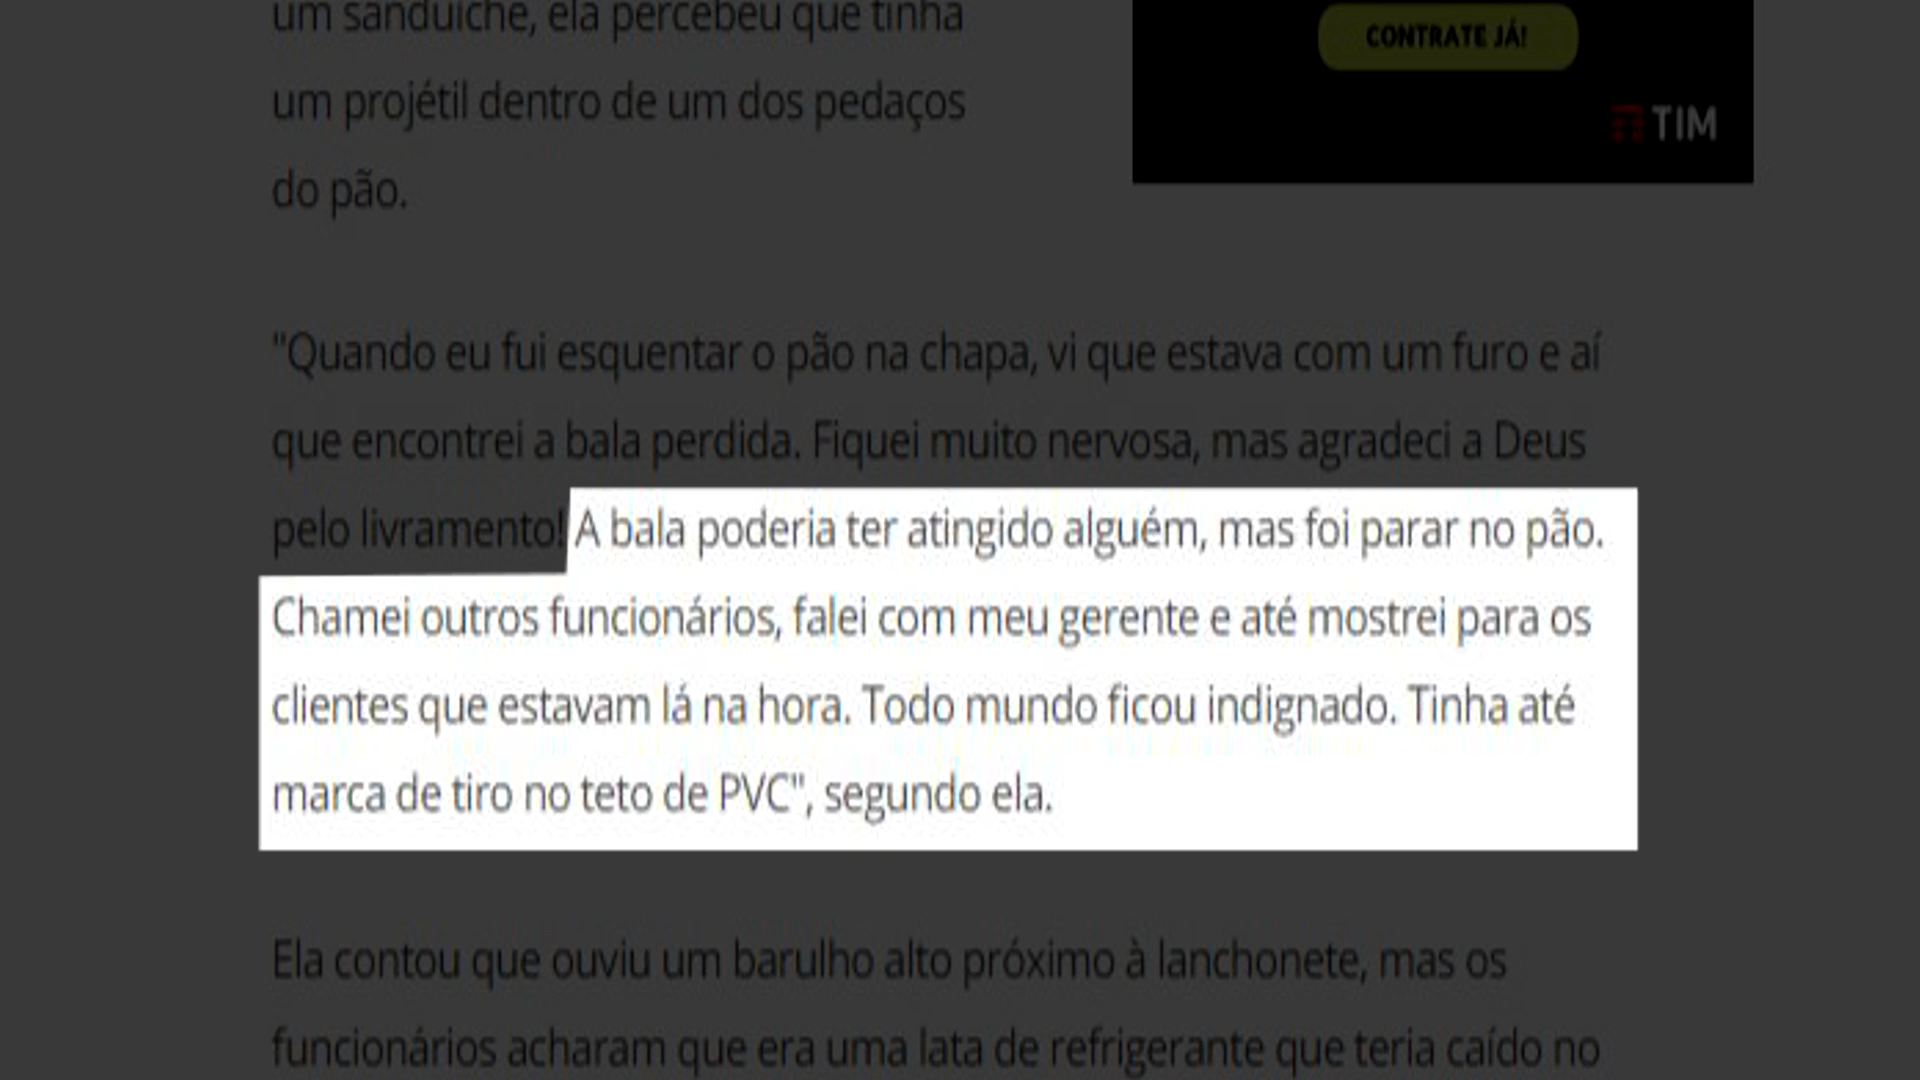 um sanduíche, ela percebeu que tinha
um projétil dentro de um dos pedaços
do pão.
CONTRATE JÁ!
TIM
"Quando eu fui esquentar o pão na chapa, vi que estava com um furo e aí
que encontrei a bala perdida. Fiquei muito nervosa, mas agradeci a Deus
pelo livramento! A bala poderia ter atingido alguém, mas foi parar no pão.
Chamei outros funcionários, falei com meu gerente e até mostrei para os
clientes que estavam lá na hora. Todo mundo ficou indignado. Tinha até
marca de tiro no teto de PVC", segundo ela.
Ela contou que ouviu um barulho alto próximo à lanchonete, mas os
funcionários acharam que era uma lata de refrigerante que teria caído no